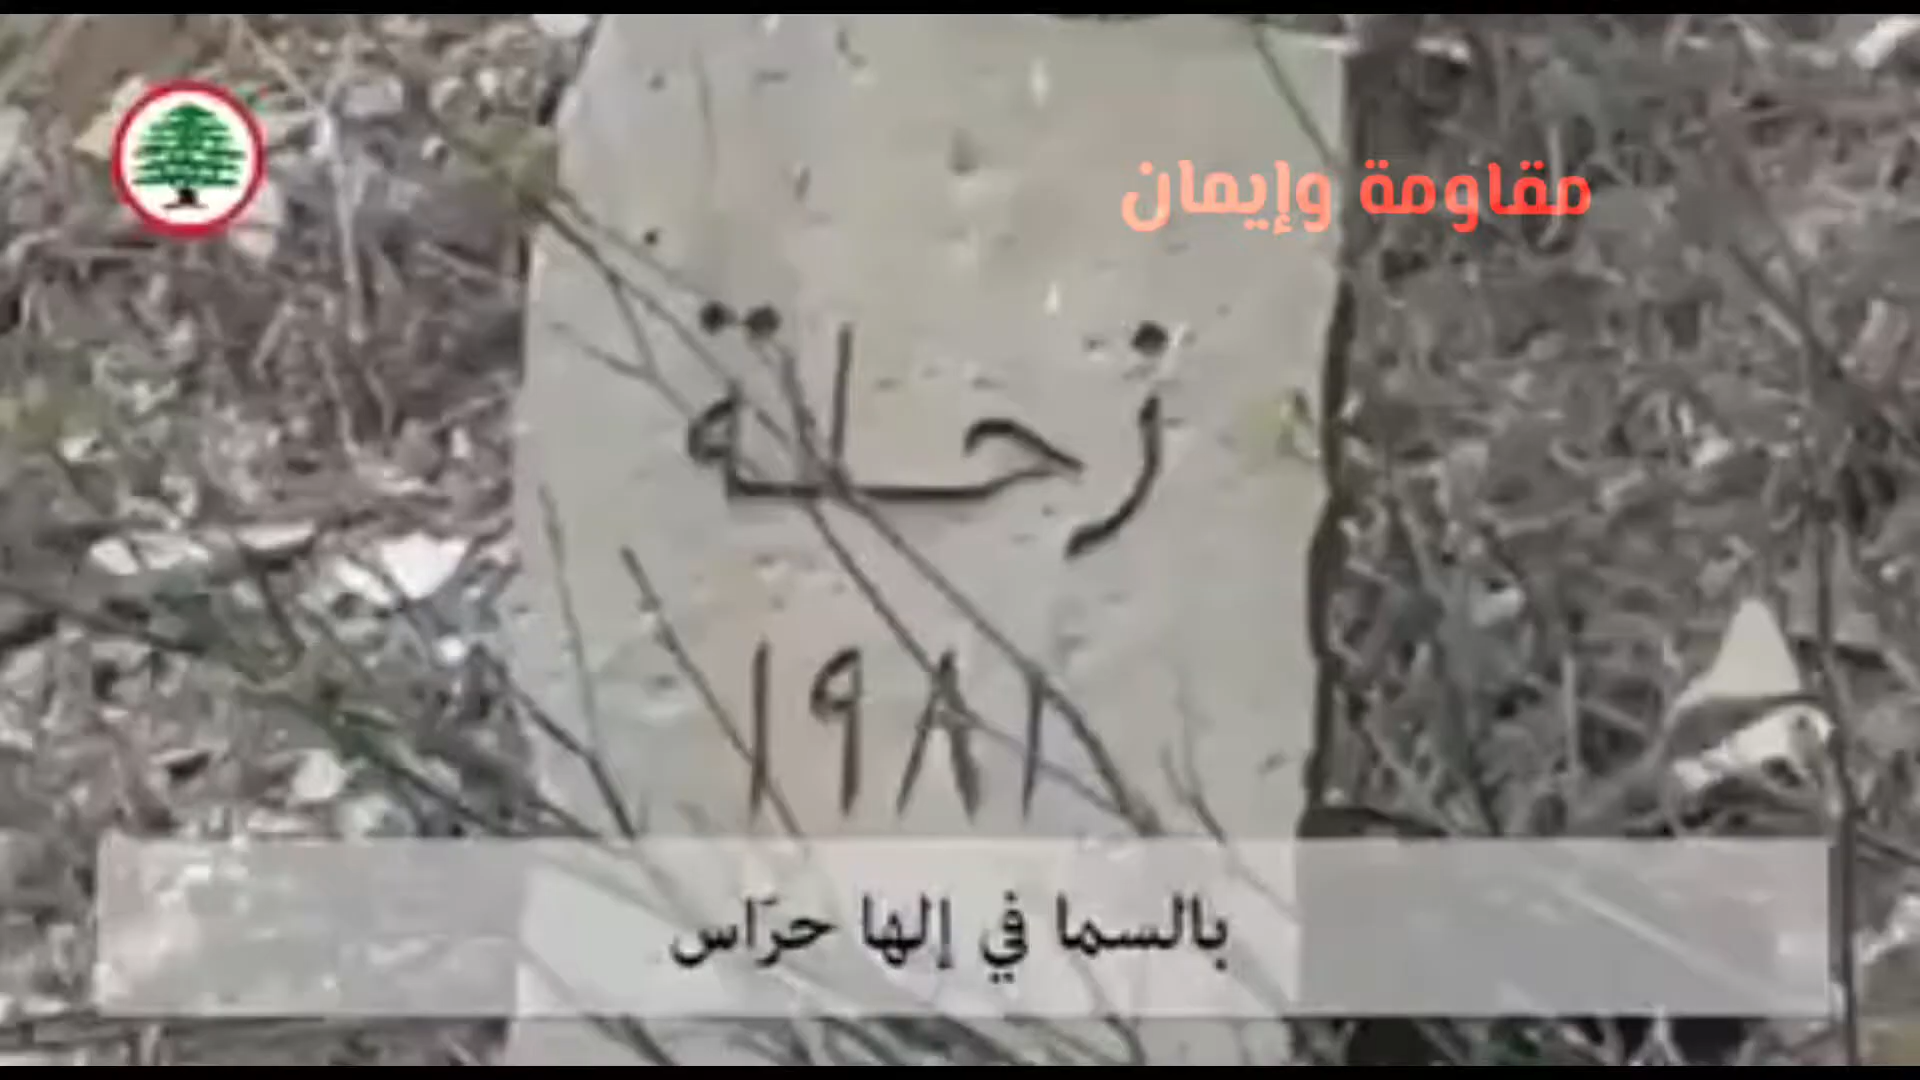 مقاومة وإيمان
زحلة
١٩٨١
بالسما في إلها حرَاس